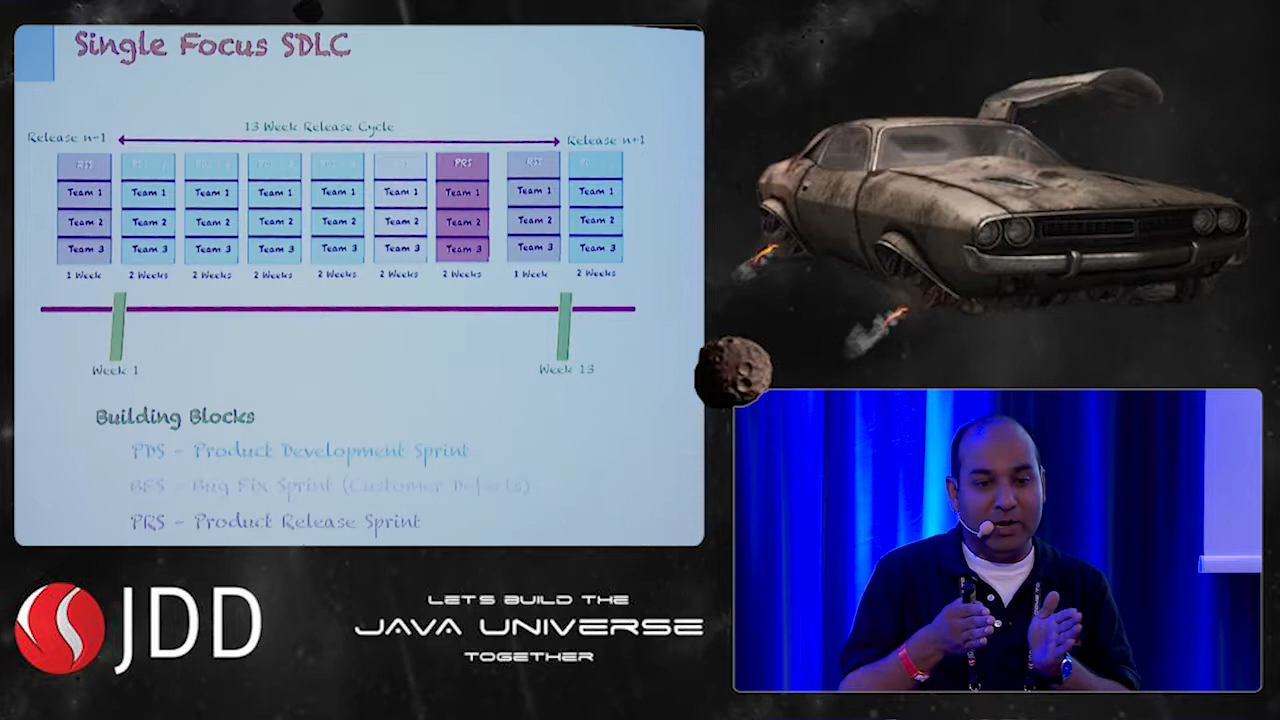 Single Focus SDLC
13 Week Release Cycle
Release n-1
Release n+1
RSS PRS RSS
Team 1 Team 1 Team 1 Team 1 Team 1 Team 1 Team 1 Team 1 Team 1
Team 2 Team 2 Team 2 Team 2 Team 2 Team 2 Team 2 Team 2 Team 2
Team 3 Team 3 Team 3 Team 3 Team 3 Team 3 Team 3 Team 3 Team 3
1 Week 2 Weeks 2 Weeks 2 Weeks 2 Weeks 2 Weeks 2 Weeks 1 Week 2 Weeks
Week 1
Week 13
Building Blocks
PDS - Product Development Sprint
BFS - Bug Fix Sprint (Customer Defects)
PRS - Product Release Sprint
JDD
LETS BUILD THE
JAVA UNIVERSE
TOGETHER